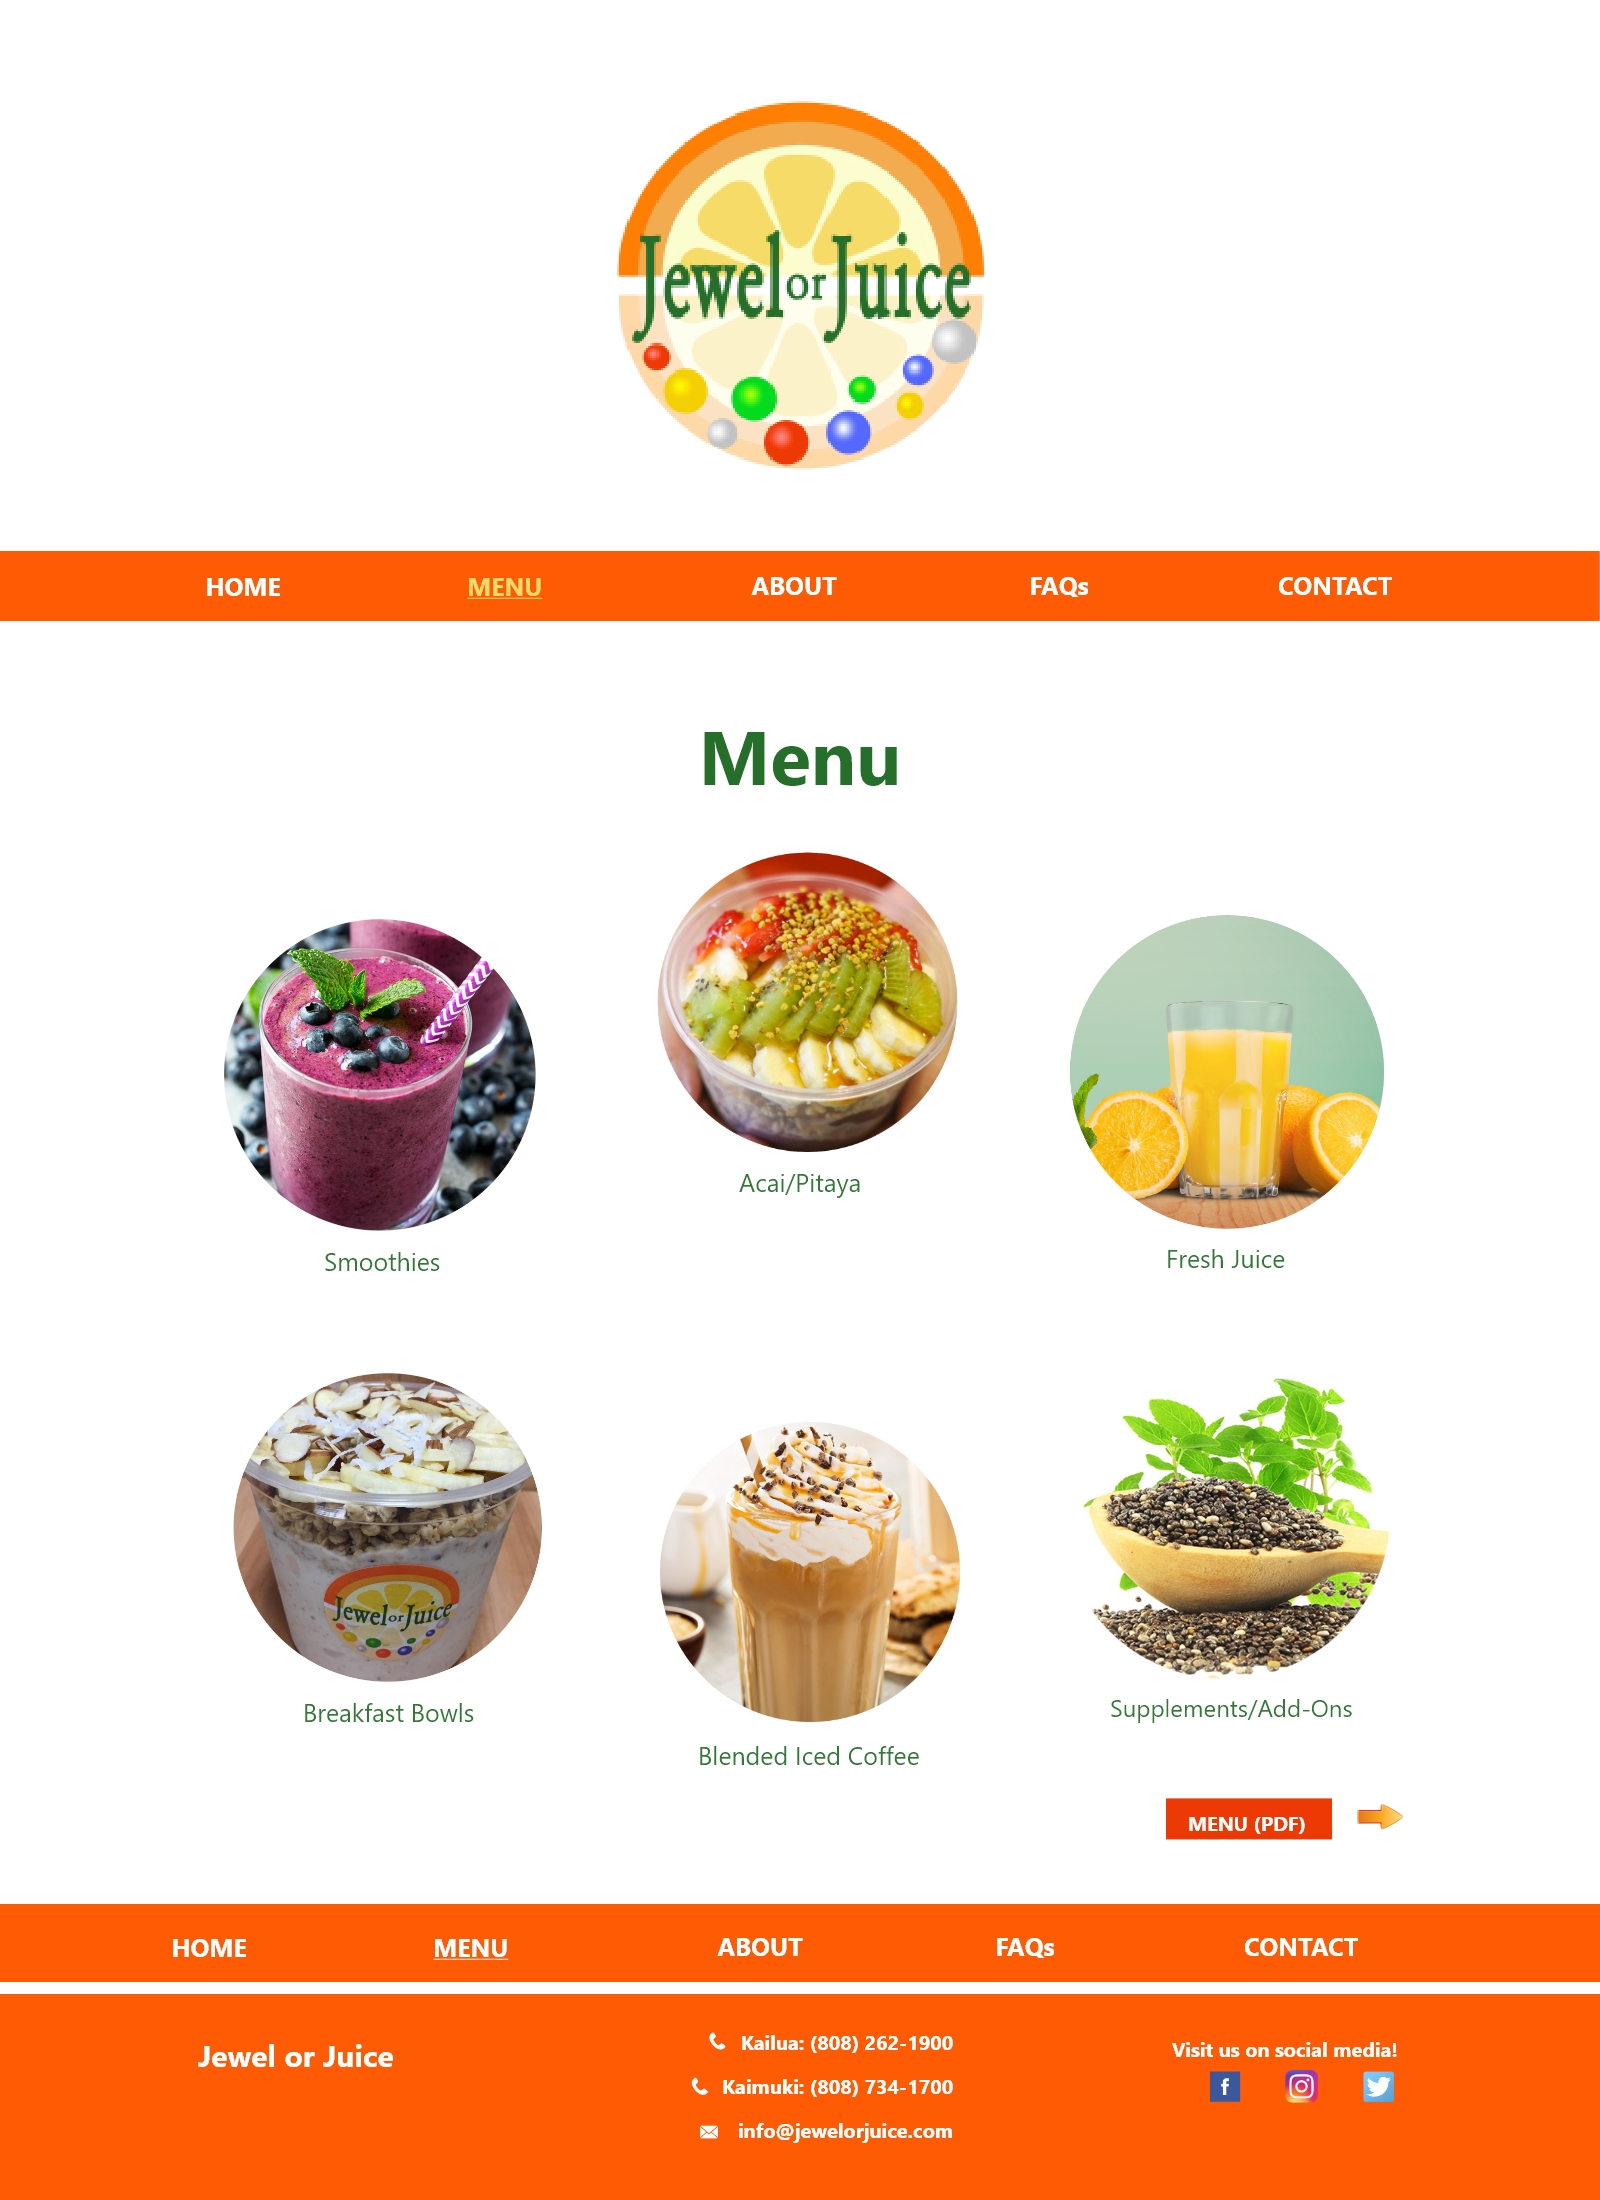 Jewel or Juice
HOME MENU ABOUT FAQs CONTACT
Menu
Acai/Pitaya
Smoothies
Fresh Juice
Jewel or Juice
Breakfast Bowls
Supplements/Add-Ons
Blended Iced Coffee
MENU (PDF)
HOME MENU ABOUT FAQs CONTACT
Jewel or Juice
Kailua: (808) 262-1900
Kaimuki: (808) 734-1700
info@jewelorjuice.com
Visit us on social media!
f